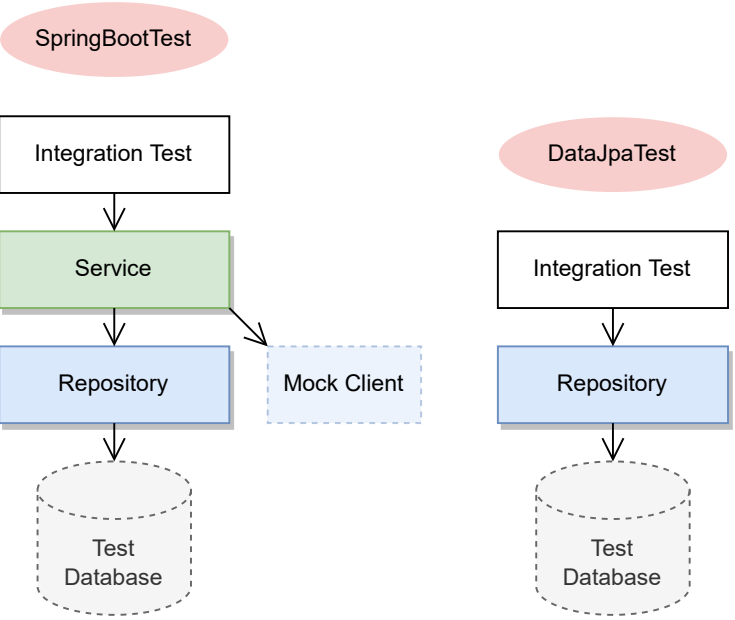 SpringBootTest
Integration Test
Service
Repository
Mock Client
Test
Database
DataJpaTest
Integration Test
Repository
Test
Database